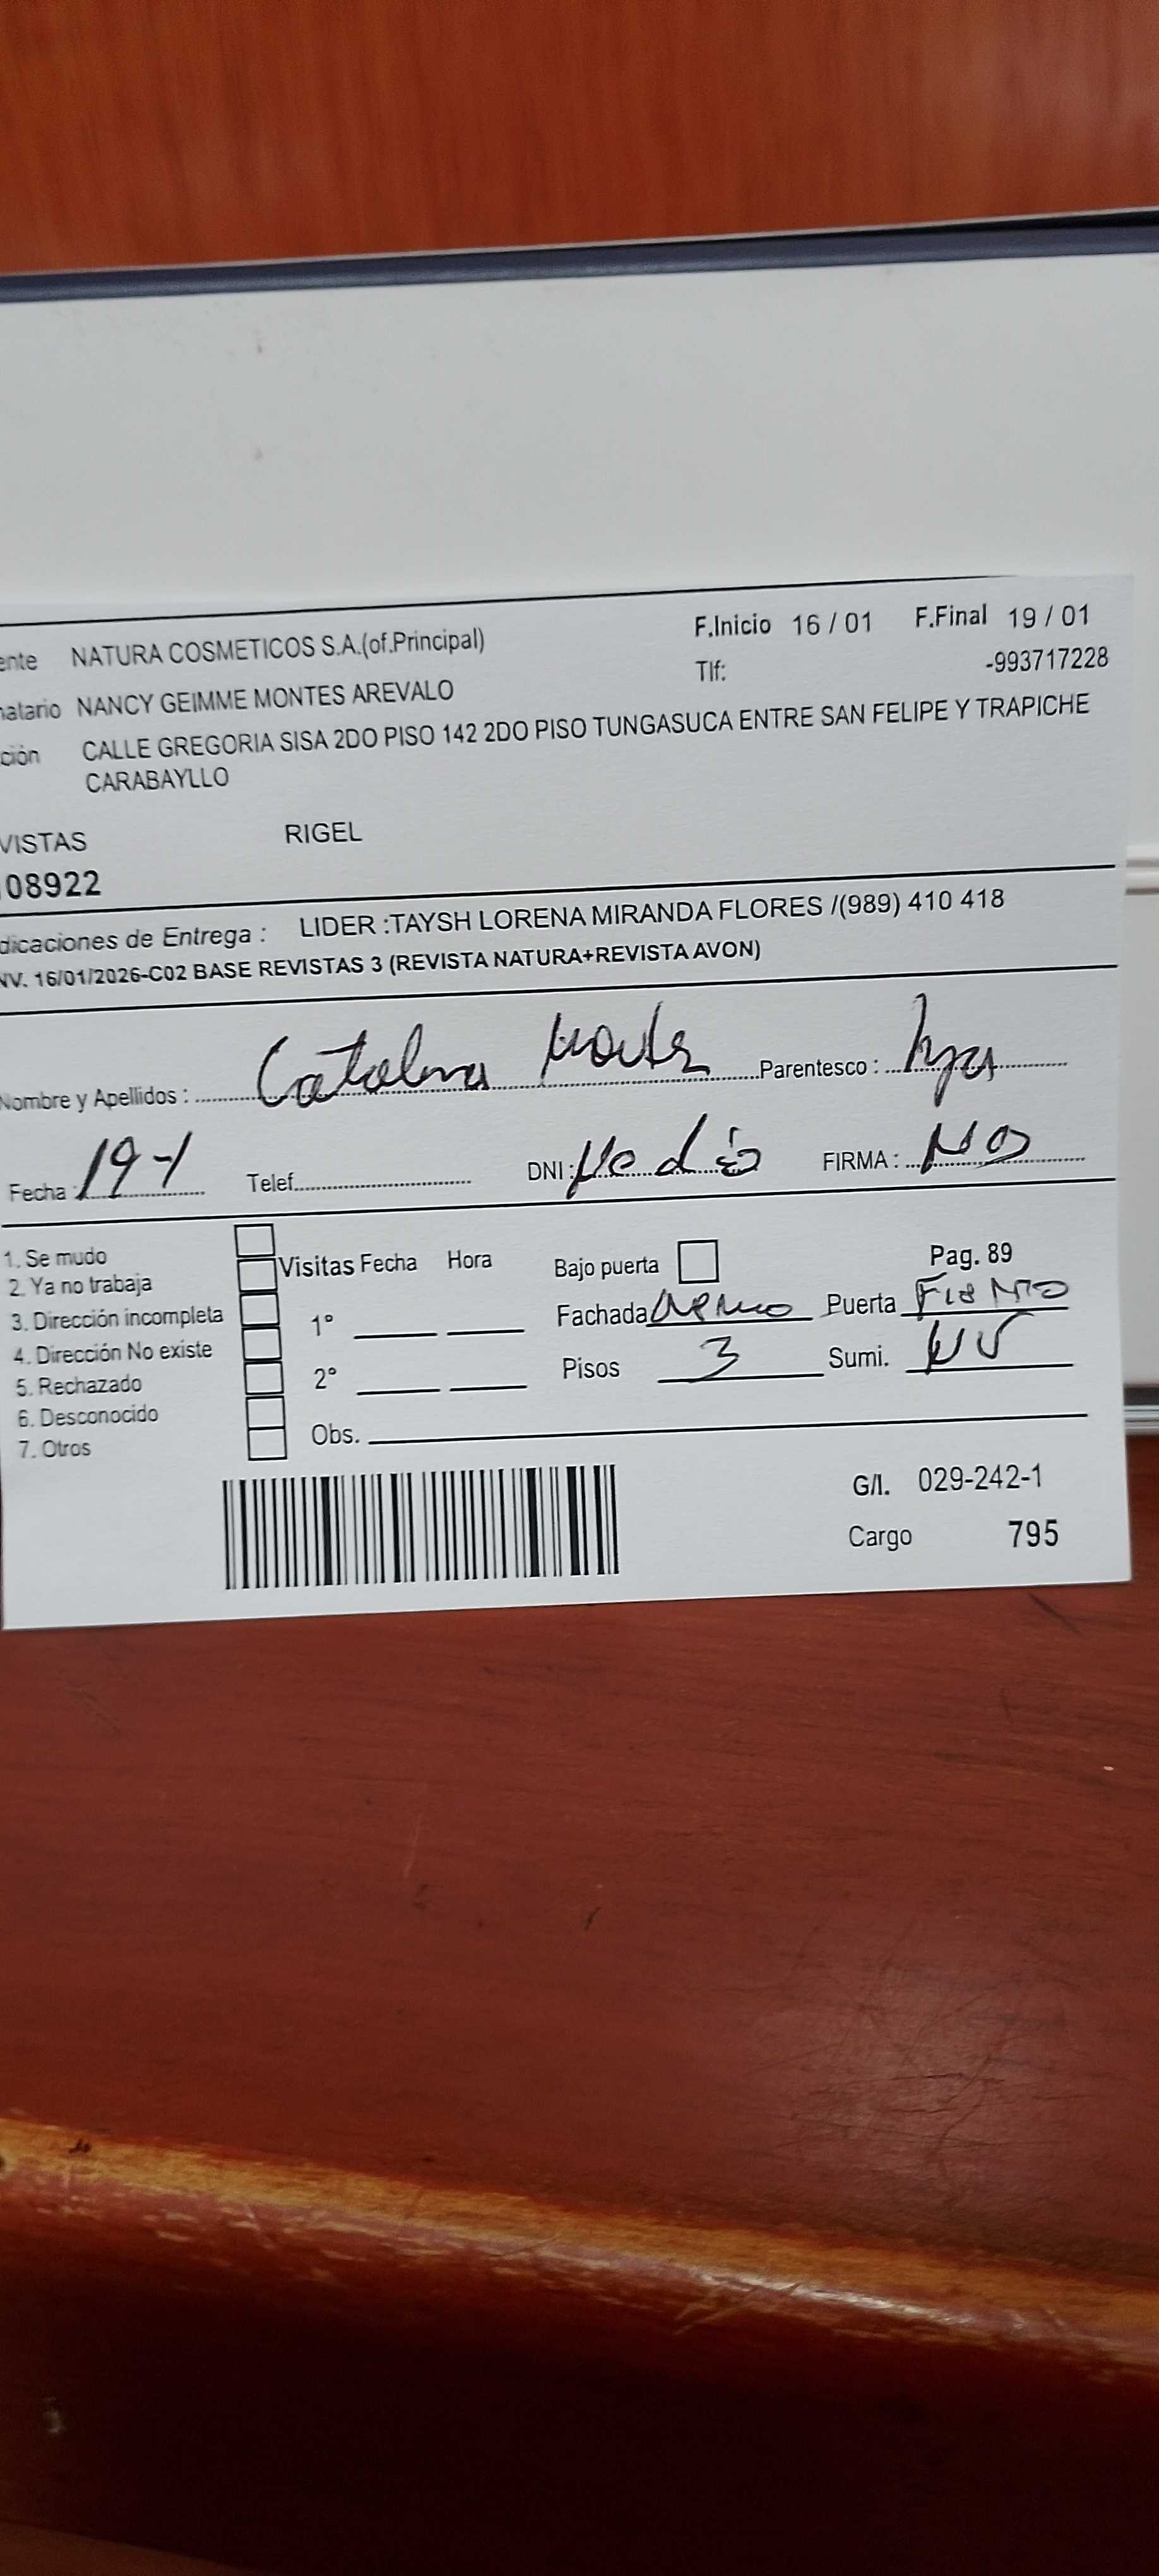 ente NATURA COSMETICOS S.A.(of.Principal) F.Inicio 16 / 01 F.Final 19 / 01
Tlf: -993717228
natario NANCY GEIMME MONTES AREVALO
ción CALLE GREGORIA SISA 2DO PISO 142 2DO PISO TUNGASUCA ENTRE SAN FELIPE Y TRAPICHE
CARABAYLLO
VISTAS RIGEL
08922
dicaciones de Entrega : LIDER :TAYSH LORENA MIRANDA FLORES /(989) 410 418
NV. 16/01/2026-C02 BASE REVISTAS 3 (REVISTA NATURA+REVISTA AVON)
Nombre y Apellidos : Catalina Montes Parentesco :
Fecha 19-1 Telef. DNI : No dio FIRMA : NO
1. Se mudo
2. Ya no trabaja
3. Dirección incompleta
4. Dirección No existe
5. Rechazado
6. Desconocido
7. Otros
Visitas Fecha Hora
1°
2°
Obs.
Bajo puerta Pag. 89
Fachada Puerta
Pisos 3 Sumi.
G/I. 029-242-1
Cargo 795